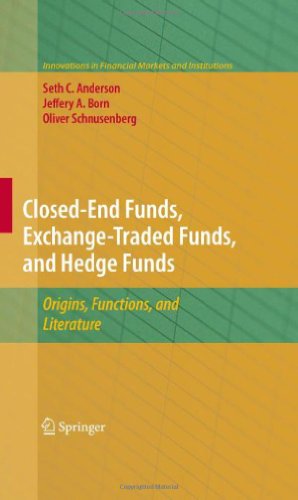 Innovations in Financial Markets and Institutions
Seth C. Anderson
Jeffery A. Born
Oliver Schnusenberg
Closed-End Funds,
Exchange-Traded Funds,
and Hedge Funds
Origins, Functions, and
Literature
Springer